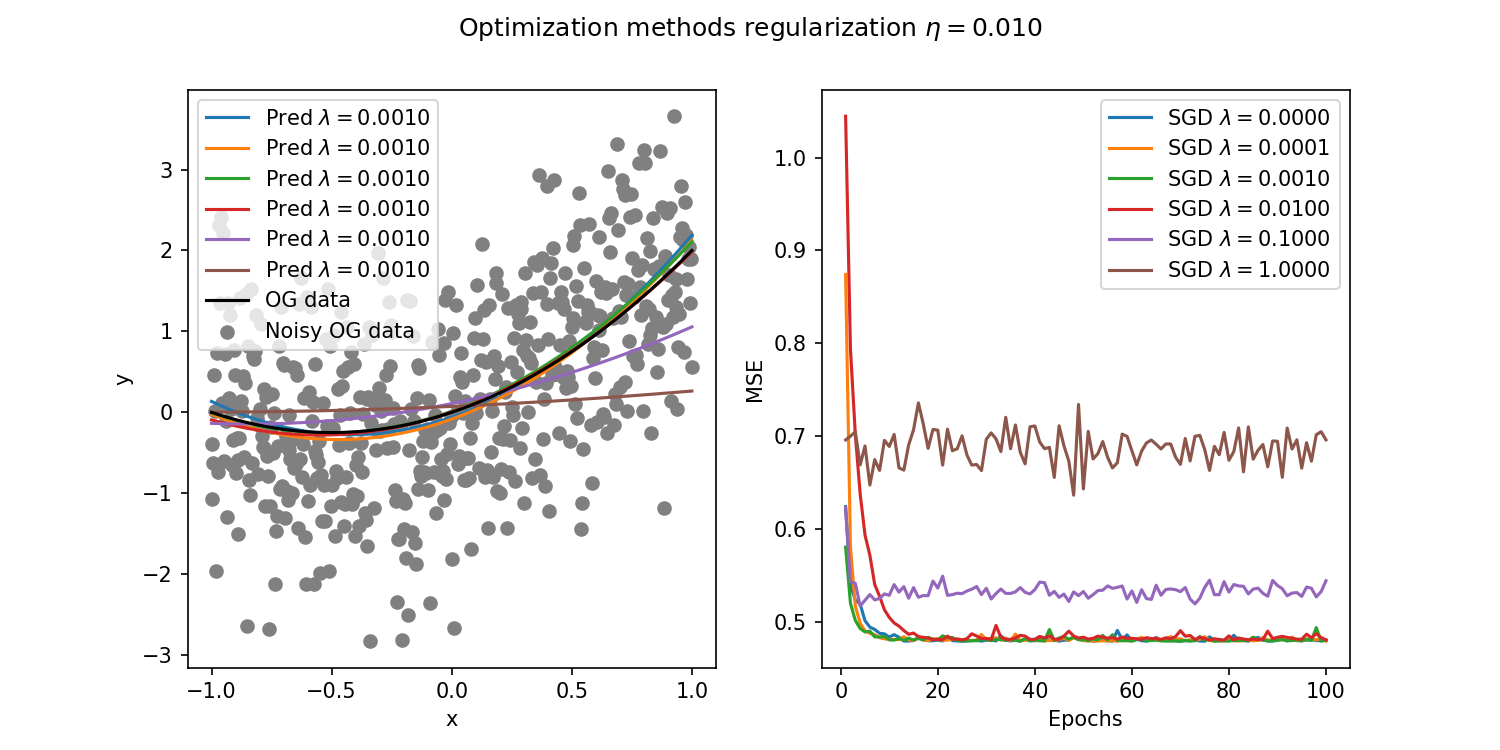 Optimization methods regularization η = 0.010
Pred λ = 0.0010
Pred λ = 0.0010
Pred λ = 0.0010
Pred λ = 0.0010
Pred λ = 0.0010
Pred λ = 0.0010
OG data
Noisy OG data
3
2
1
0
−1
−2
−3
y
−1.0
−0.5
0.0
0.5
1.0
x
SGD λ = 0.0000
SGD λ = 0.0001
SGD λ = 0.0010
SGD λ = 0.0100
SGD λ = 0.1000
SGD λ = 1.0000
1.0
0.9
0.8
0.7
0.6
0.5
MSE
0
20
40
60
80
100
Epochs